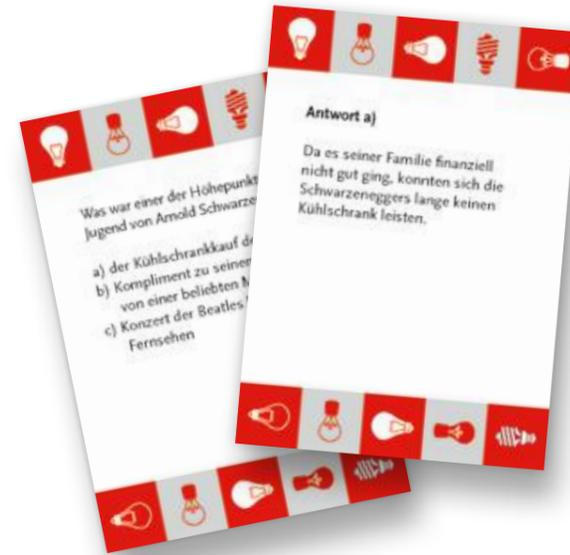 Was war einer der Höhepunkt
Jugend von Arnold Schwarze
a) der Kühlschrankkauf de
b) Kompliment zu seinem
von einer beliebten M
c) Konzert der Beatles
Fernsehen
Antwort a)
Da es seiner Familie finanziell
nicht gut ging, konnten sich die
Schwarzeneggers lange keinen
Kühlschrank leisten.